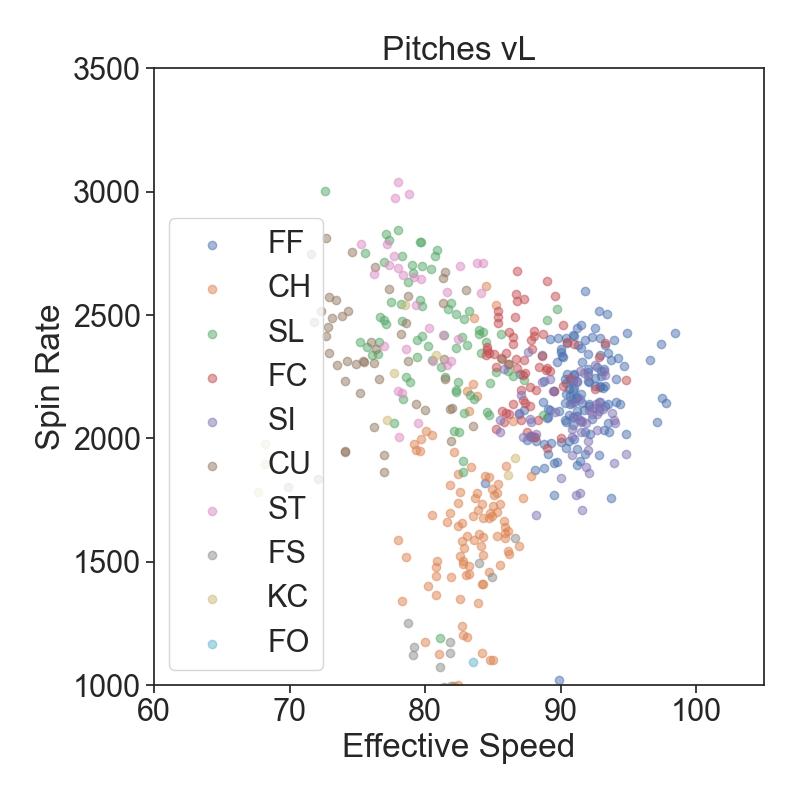 Pitches vL
3500
3000
2500
2000
1500
1000
Spin Rate
FF
CH
SL
FC
SI
CU
ST
FS
KC
FO
60 70 80 90 100
Effective Speed